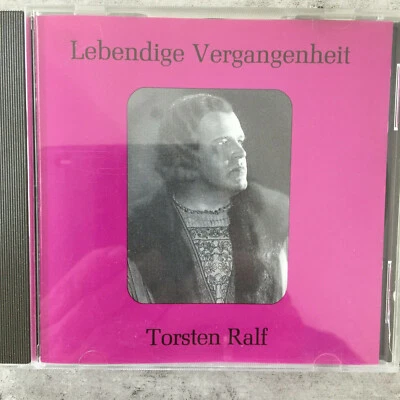 Lebendige Vergangenheit
Torsten Ralf